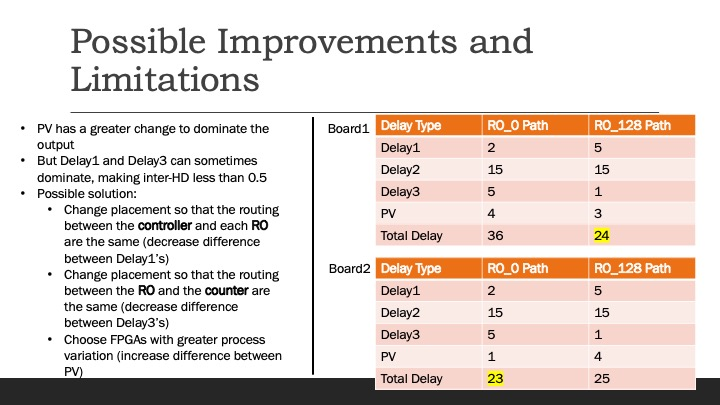 Possible Improvements and
Limitations
• PV has a greater change to dominate the
output
• But Delay1 and Delay3 can sometimes
dominate, making inter-HD less than 0.5
• Possible solution:
• Change placement so that the routing
between the controller and each RO
are the same (decrease difference
between Delay1's)
• Change placement so that the routing
between the RO and the counter are
the same (decrease difference
between Delay3's)
• Choose FPGAs with greater process
variation (increase difference between
PV)
Board1
Delay Type RO_0 Path RO_128 Path
Delay1 2 5
Delay2 15 15
Delay3 5 1
PV 4 3
Total Delay 36 24
Board2
Delay Type RO_0 Path RO_128 Path
Delay1 2 5
Delay2 15 15
Delay3 5 1
PV 1 4
Total Delay 23 25